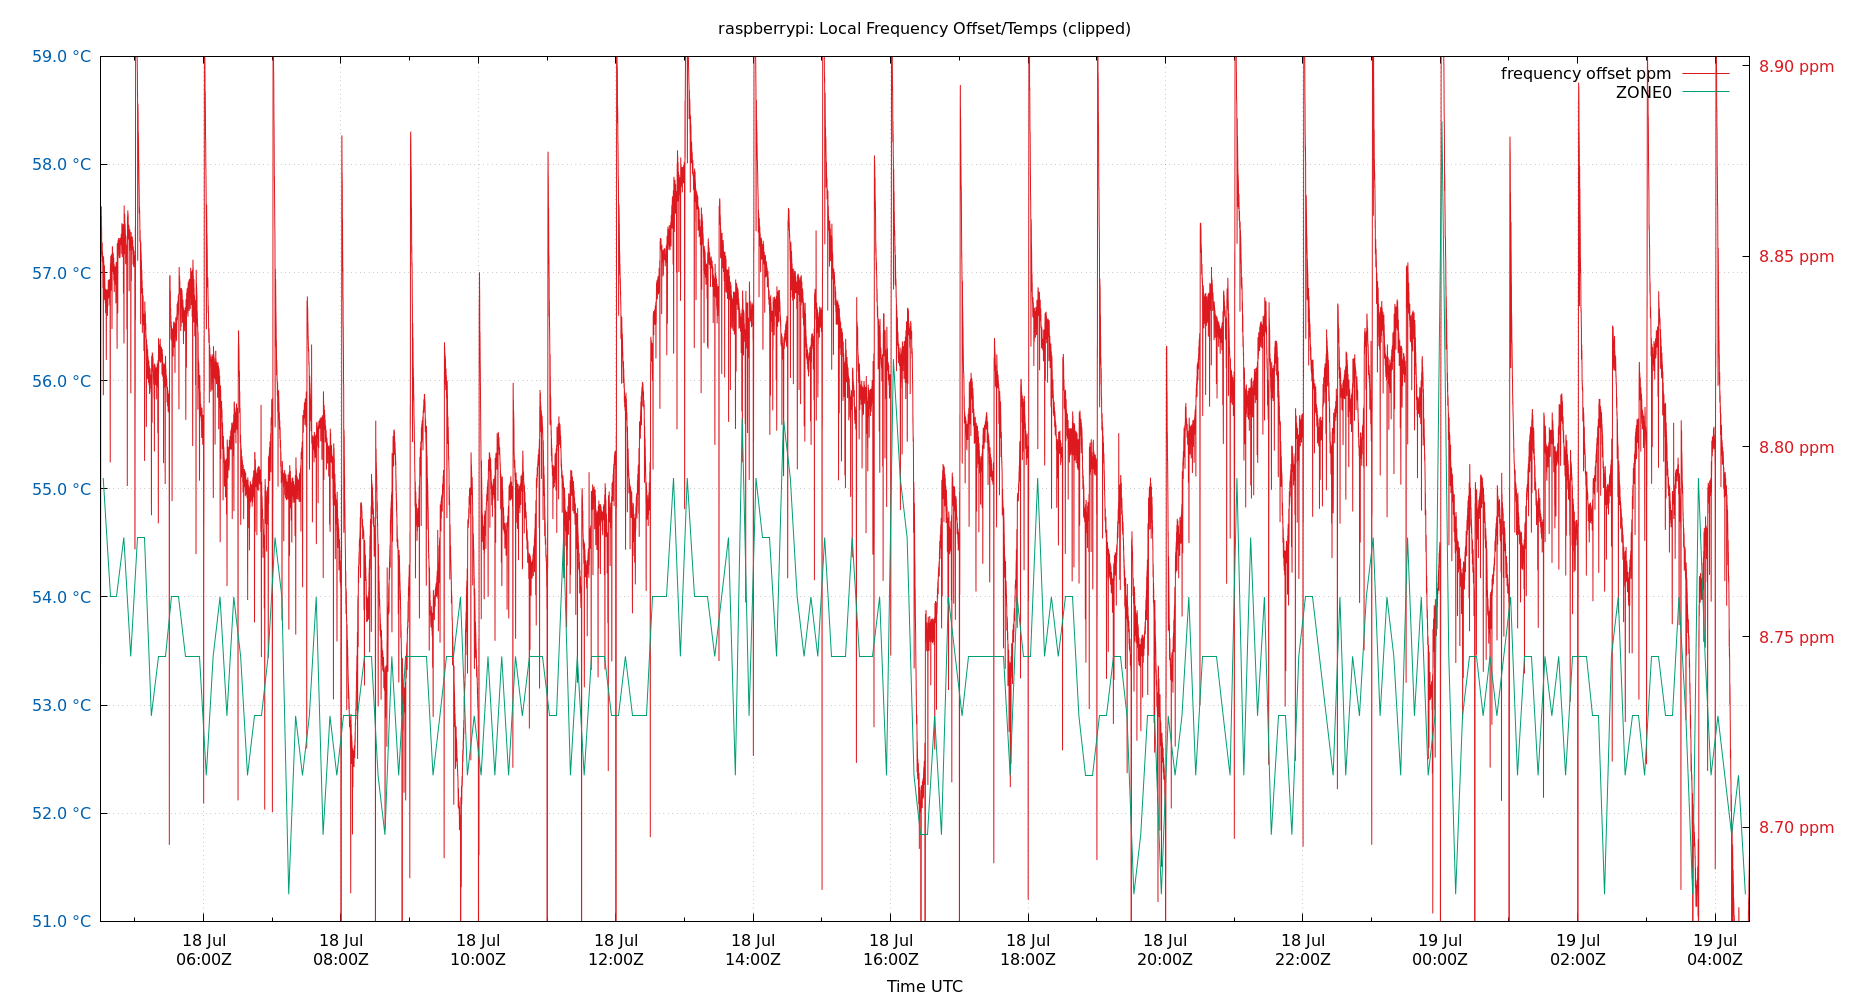 raspberrypi: Local Frequency Offset/Temps (clipped)
59.0 °C
58.0 °C
57.0 °C
56.0 °C
55.0 °C
54.0 °C
53.0 °C
52.0 °C
51.0 °C
8.90 ppm
8.85 ppm
8.80 ppm
8.75 ppm
8.70 ppm
frequency offset ppm
ZONE0
18 Jul 18 Jul 18 Jul 18 Jul 18 Jul 18 Jul 18 Jul 18 Jul 18 Jul 19 Jul 19 Jul 19 Jul
06:00Z 08:00Z 10:00Z 12:00Z 14:00Z 16:00Z 18:00Z 20:00Z 22:00Z 00:00Z 02:00Z 04:00Z
Time UTC